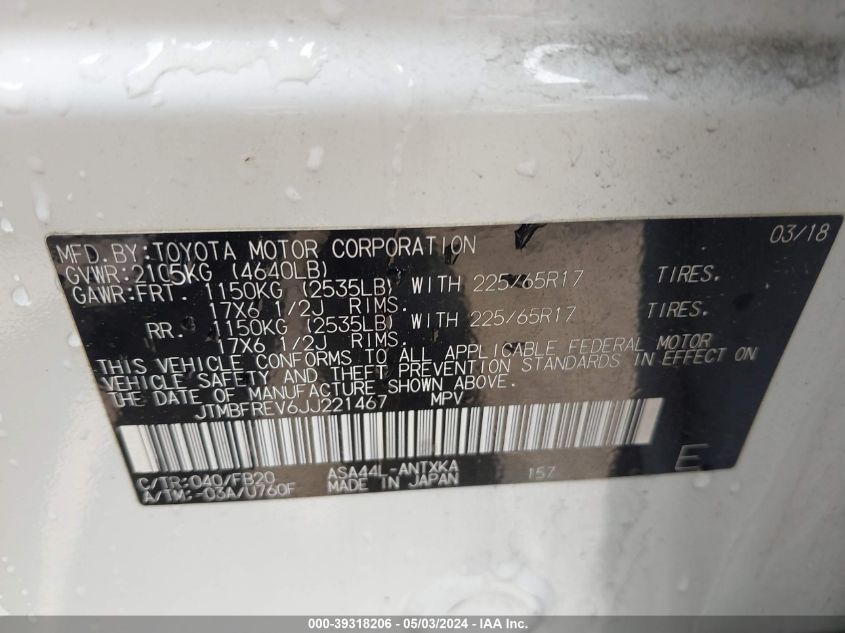 03/18
MFD. BY: TOYOTA MOTOR CORPORATION
GVWR: 2105KG (4640LB)
GAWR: FRT. 1150KG (2535LB) WITH 225/65R17 TIRES.
17X6 1/2J RIMS.
RR. 1150KG (2535LB) WITH 225/65R17 TIRES.
17X6 1/2J RIMS.
THIS VEHICLE CONFORMS TO ALL APPLICABLE FEDERAL MOTOR
VEHICLE SAFETY AND THEFT PREVENTION STANDARDS IN EFFECT ON
THE DATE OF MANUFACTURE SHOWN ABOVE.
JTMBFREV6JJ221467 MPV
C/TR: 040/FB20 ASA44L-ANTXKA 157 E
A/TM: -03A/U760F MADE IN JAPAN
000-39318206 - 05/03/2024 - IAA Inc.